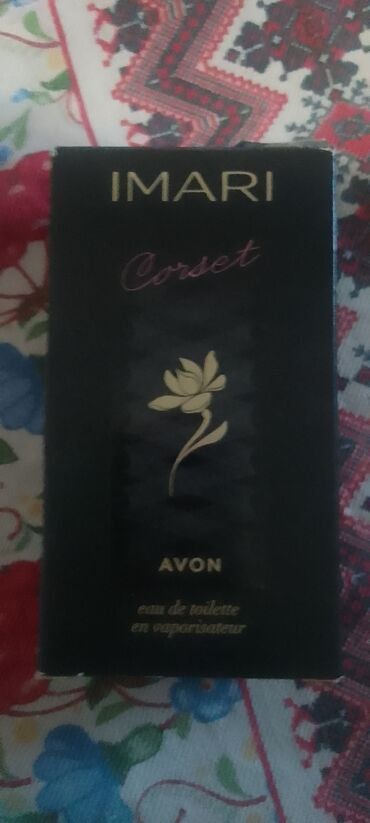 IMARI
Corset
AVON
eau de toilette
en vaporisateur